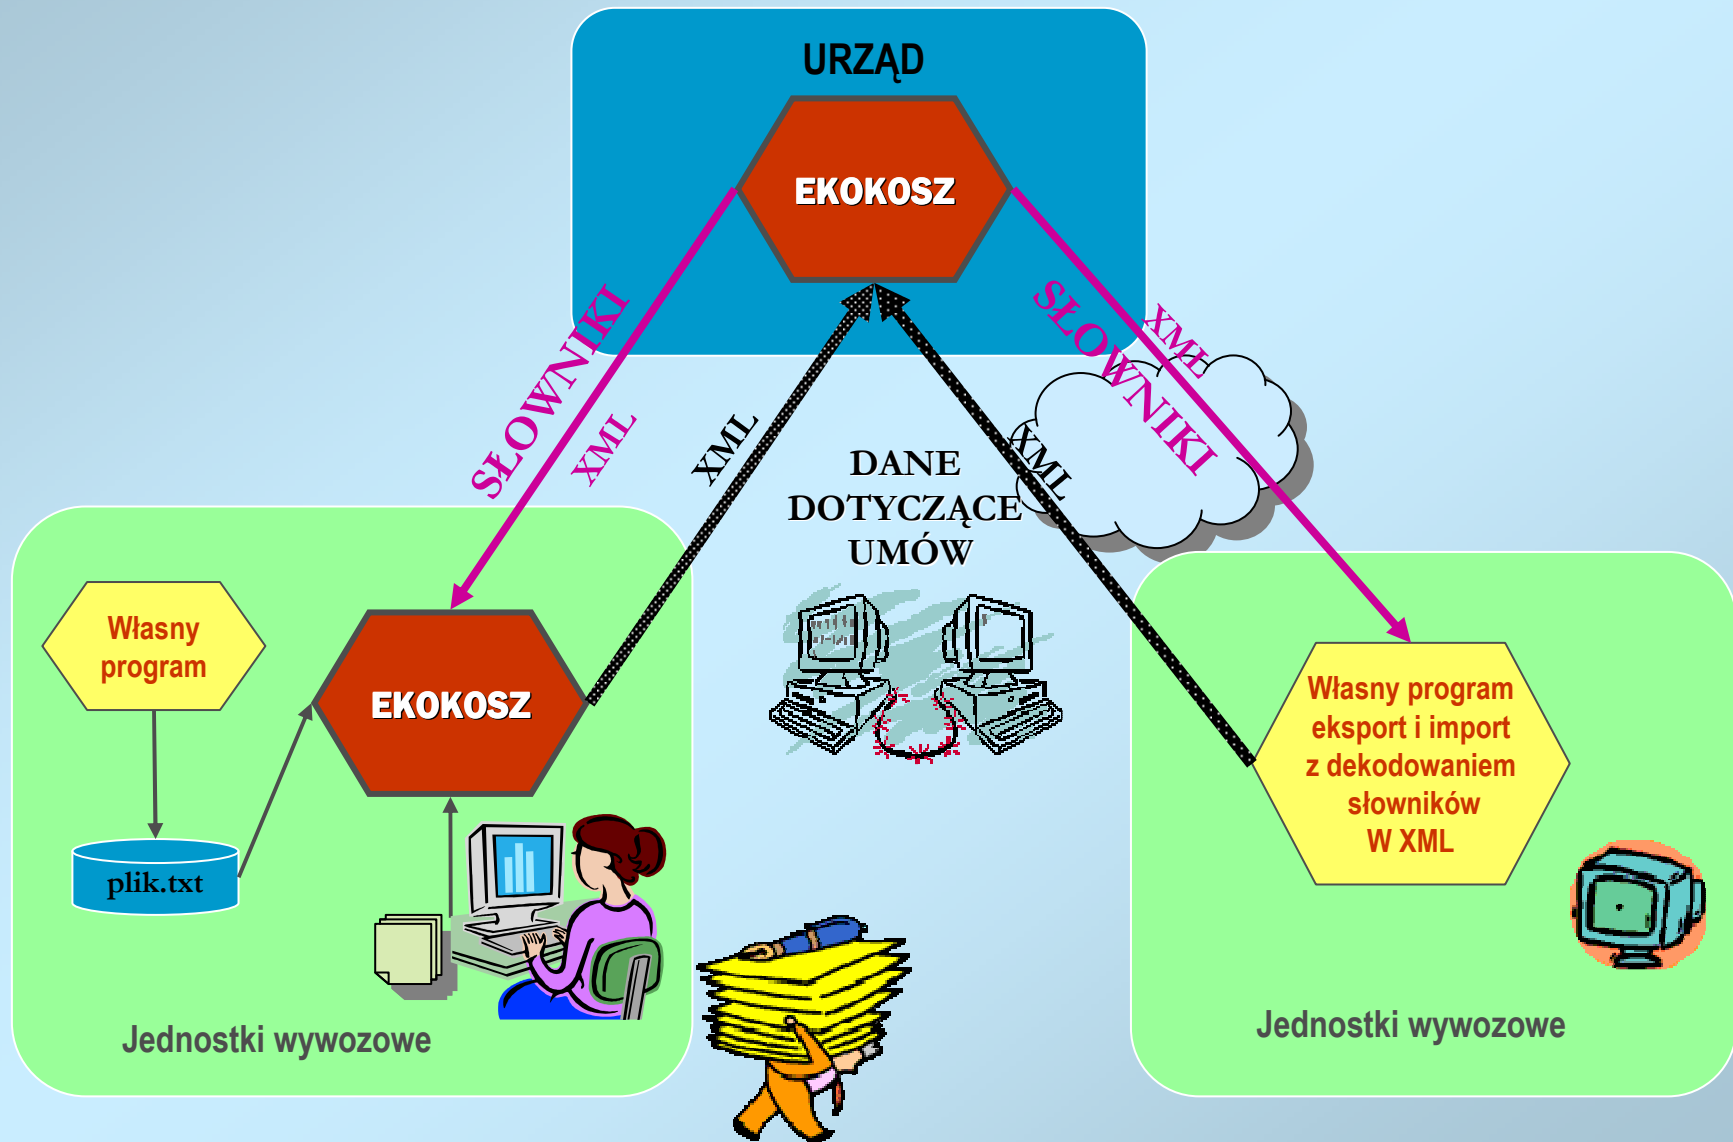 URZĄD
EKOKOSZ
SŁOWNIKI
XML
XML
SŁOWNIKI
XML
XML
DANE
DOTYCZĄCE
UMÓW
Własny
program
EKOKOSZ
plik.txt
Jednostki wywozowe
Własny program
eksport i import
z dekodowaniem
słowników
W XML
Jednostki wywozowe